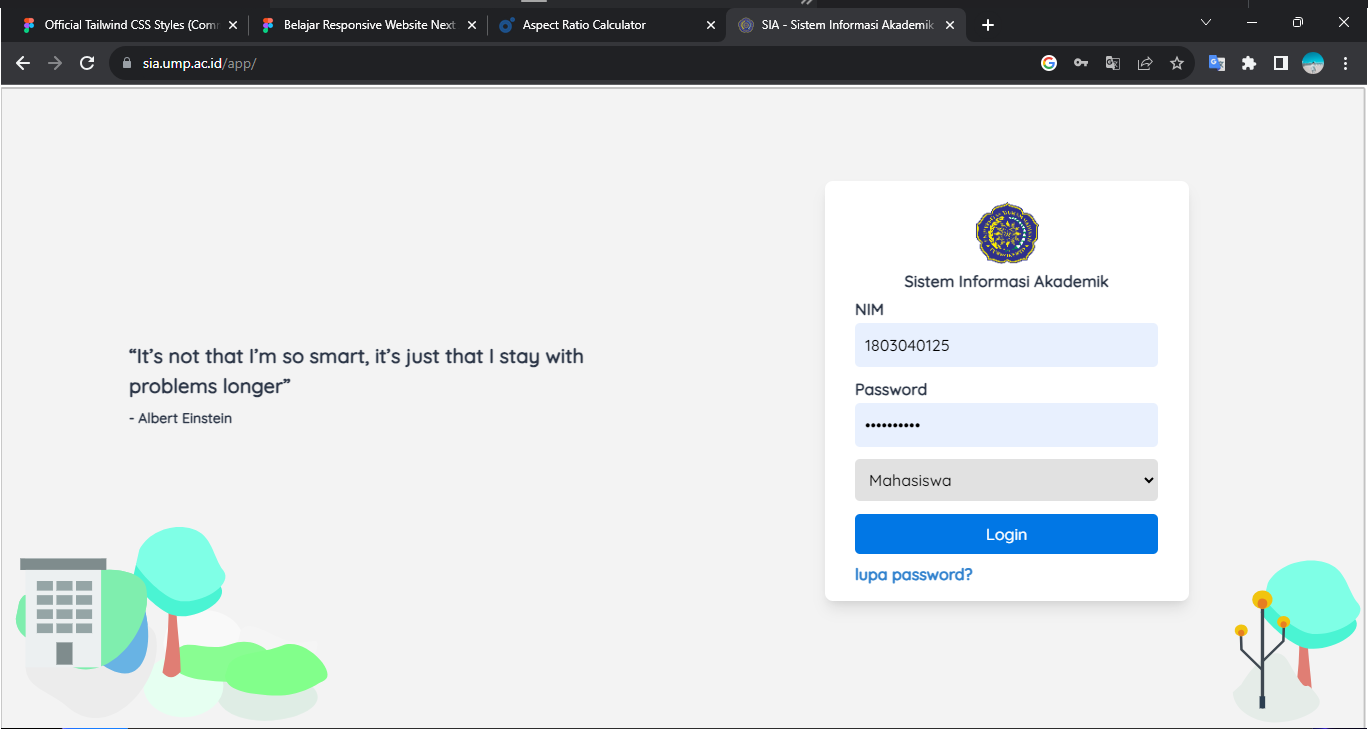 Official Tailwind CSS Styles (Com
Belajar Responsive Website Next
Aspect Ratio Calculator
SIA - Sistem Informasi Akademik
sia.ump.ac.id/app/
Sistem Informasi Akademik
NIM
1803040125
“It’s not that I’m so smart, it’s just that I stay with
problems longer”
- Albert Einstein
Password
••••••••••
Mahasiswa
Login
lupa password?